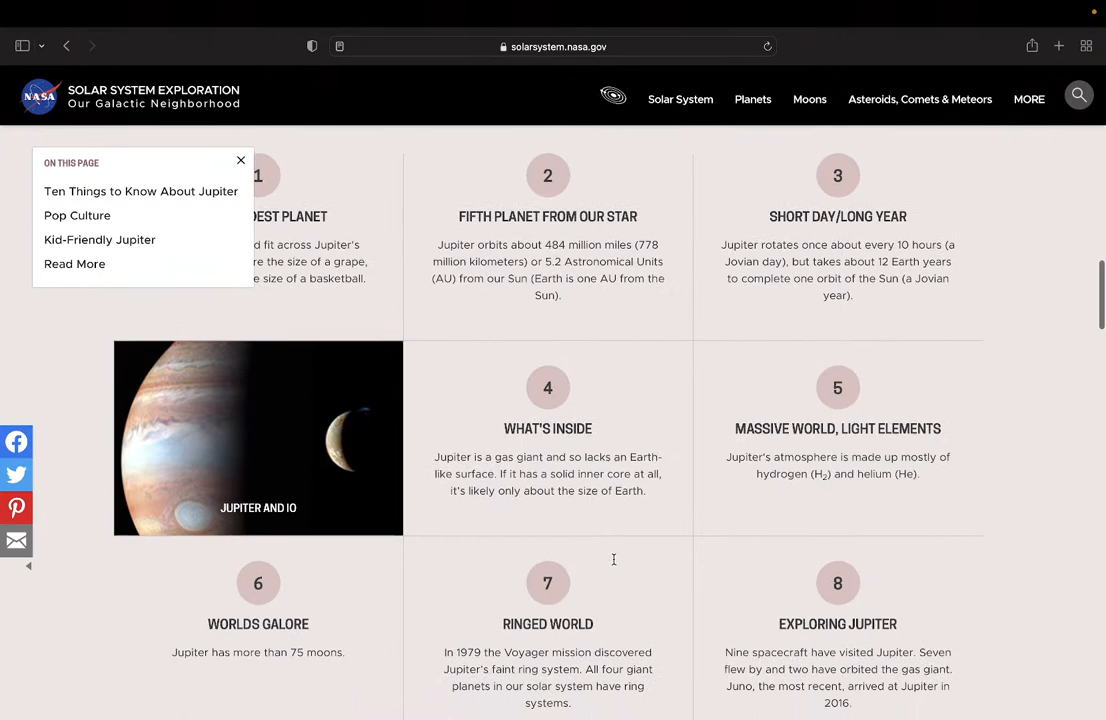 solarsystem.nasa.gov
NASA
SOLAR SYSTEM EXPLORATION
Our Galactic Neighborhood
Solar System
Planets
Moons
Asteroids, Comets & Meteors
MORE
ON THIS PAGE
Ten Things to Know About Jupiter
Pop Culture
Kid-Friendly Jupiter
Read More
1
DEST PLANET
d fit across Jupiter's
re the size of a grape,
e size of a basketball.
2
FIFTH PLANET FROM OUR STAR
Jupiter orbits about 484 million miles (778
million kilometers) or 5.2 Astronomical Units
(AU) from our Sun (Earth is one AU from the
Sun).
3
SHORT DAY/LONG YEAR
Jupiter rotates once about every 10 hours (a
Jovian day), but takes about 12 Earth years
to complete one orbit of the Sun (a Jovian
year).
JUPITER AND IO
4
WHAT'S INSIDE
Jupiter is a gas giant and so lacks an Earth-
like surface. If it has a solid inner core at all,
it's likely only about the size of Earth.
5
MASSIVE WORLD, LIGHT ELEMENTS
Jupiter's atmosphere is made up mostly of
hydrogen (H2) and helium (He).
6
WORLDS GALORE
Jupiter has more than 75 moons.
7
RINGED WORLD
In 1979 the Voyager mission discovered
Jupiter's faint ring system. All four giant
planets in our solar system have ring
systems.
8
EXPLORING JUPITER
Nine spacecraft have visited Jupiter. Seven
flew by and two have orbited the gas giant.
Juno, the most recent, arrived at Jupiter in
2016.